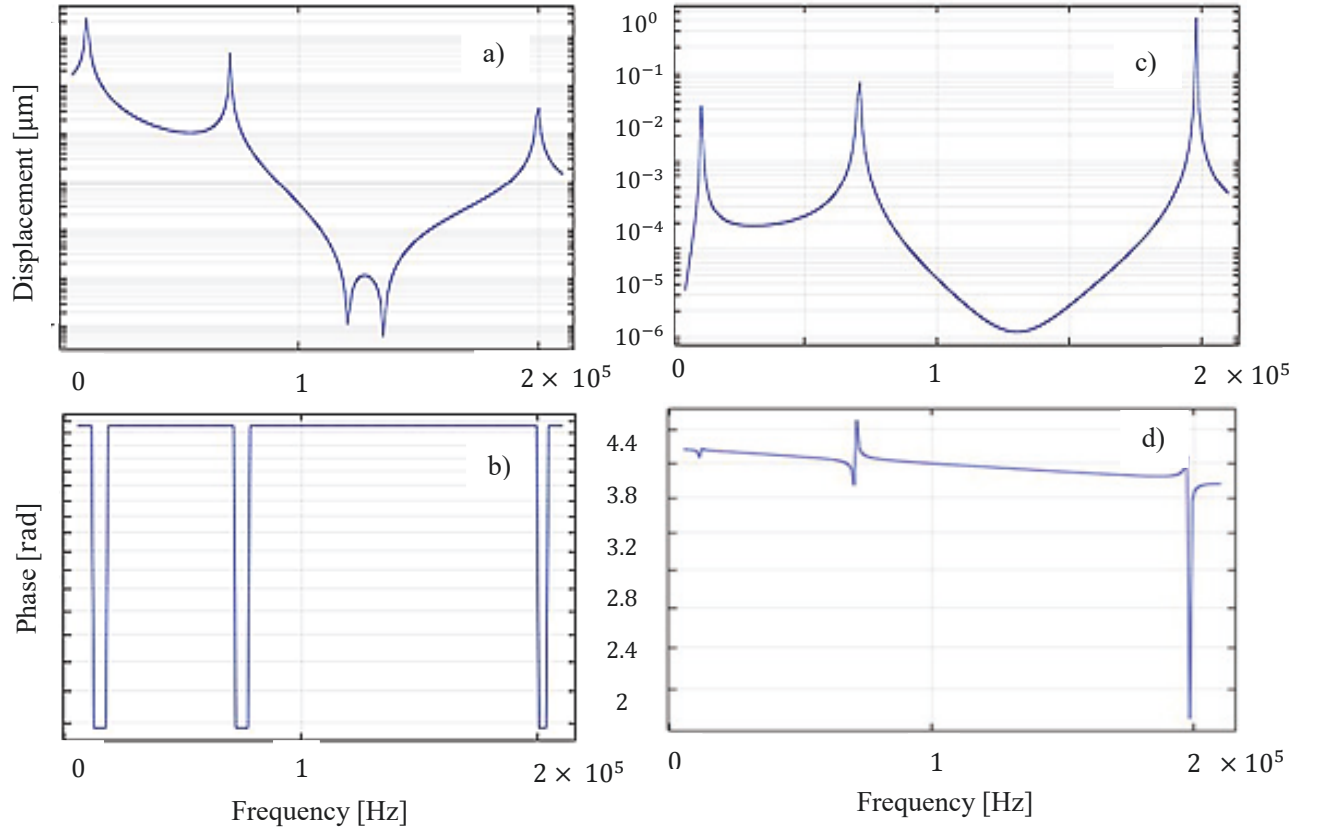 Displacement [μm]
a)
0
1
2 × 10⁵
10⁰
10⁻¹
10⁻²
10⁻³
10⁻⁴
10⁻⁵
10⁻⁶
c)
0
1
2 × 10⁵
Phase [rad]
b)
0
1
2 × 10⁵
Frequency [Hz]
4.4
3.8
3.2
2.8
2.4
2
d)
0
1
2 × 10⁵
Frequency [Hz]